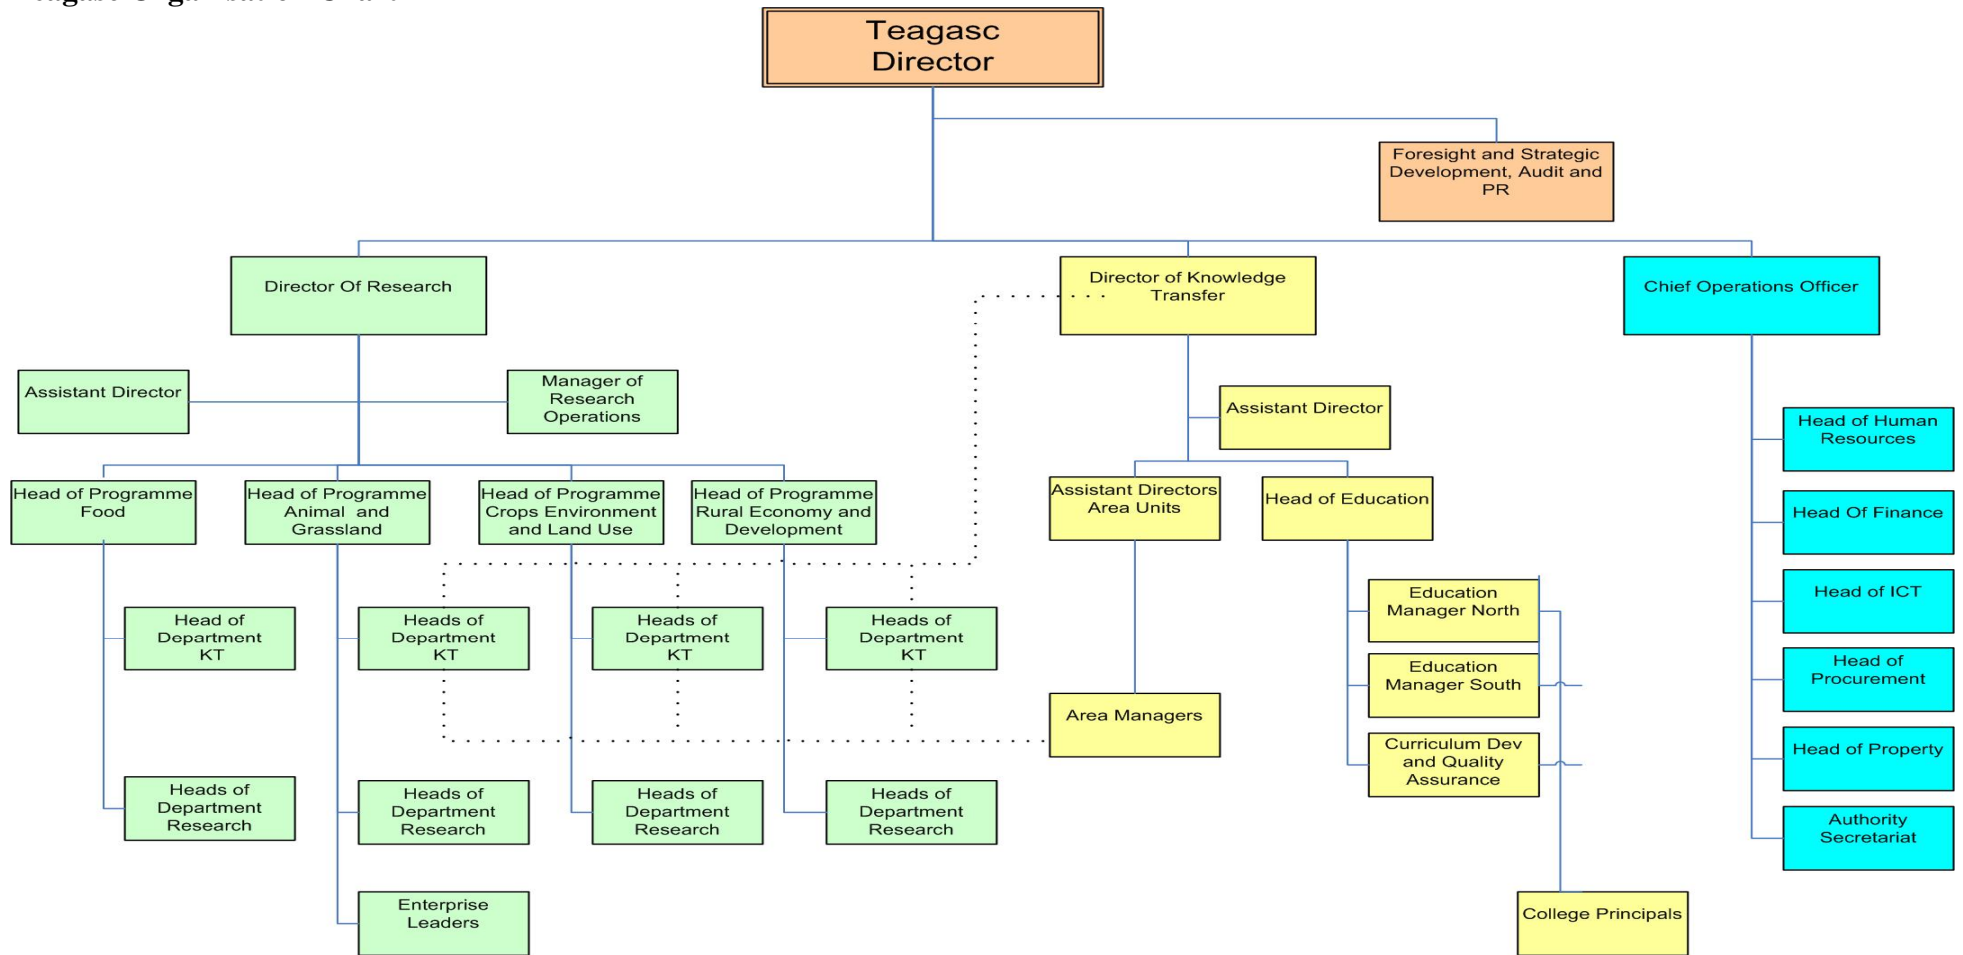 Teagasc
Director
Foresight and Strategic
Development, Audit and
PR
Director Of Research
Director of Knowledge
Transfer
Chief Operations Officer
Assistant Director
Manager of
Research
Operations
Assistant Director
Head of Programme
Food
Head of Programme
Animal and
Grassland
Head of Programme
Crops Environment
and Land Use
Head of Programme
Rural Economy and
Development
Assistant Directors
Area Units
Head of Education
Head of Human
Resources
Head Of Finance
Head of ICT
Head of
Procurement
Head of Property
Authority
Secretariat
Head of
Department
KT
Heads of
Department
KT
Heads of
Department
KT
Heads of
Department
KT
Education
Manager North
Education
Manager South
Area Managers
Curriculum Dev
and Quality
Assurance
Heads of
Department
Research
Heads of
Department
Research
Heads of
Department
Research
Heads of
Department
Research
Enterprise
Leaders
College Principals